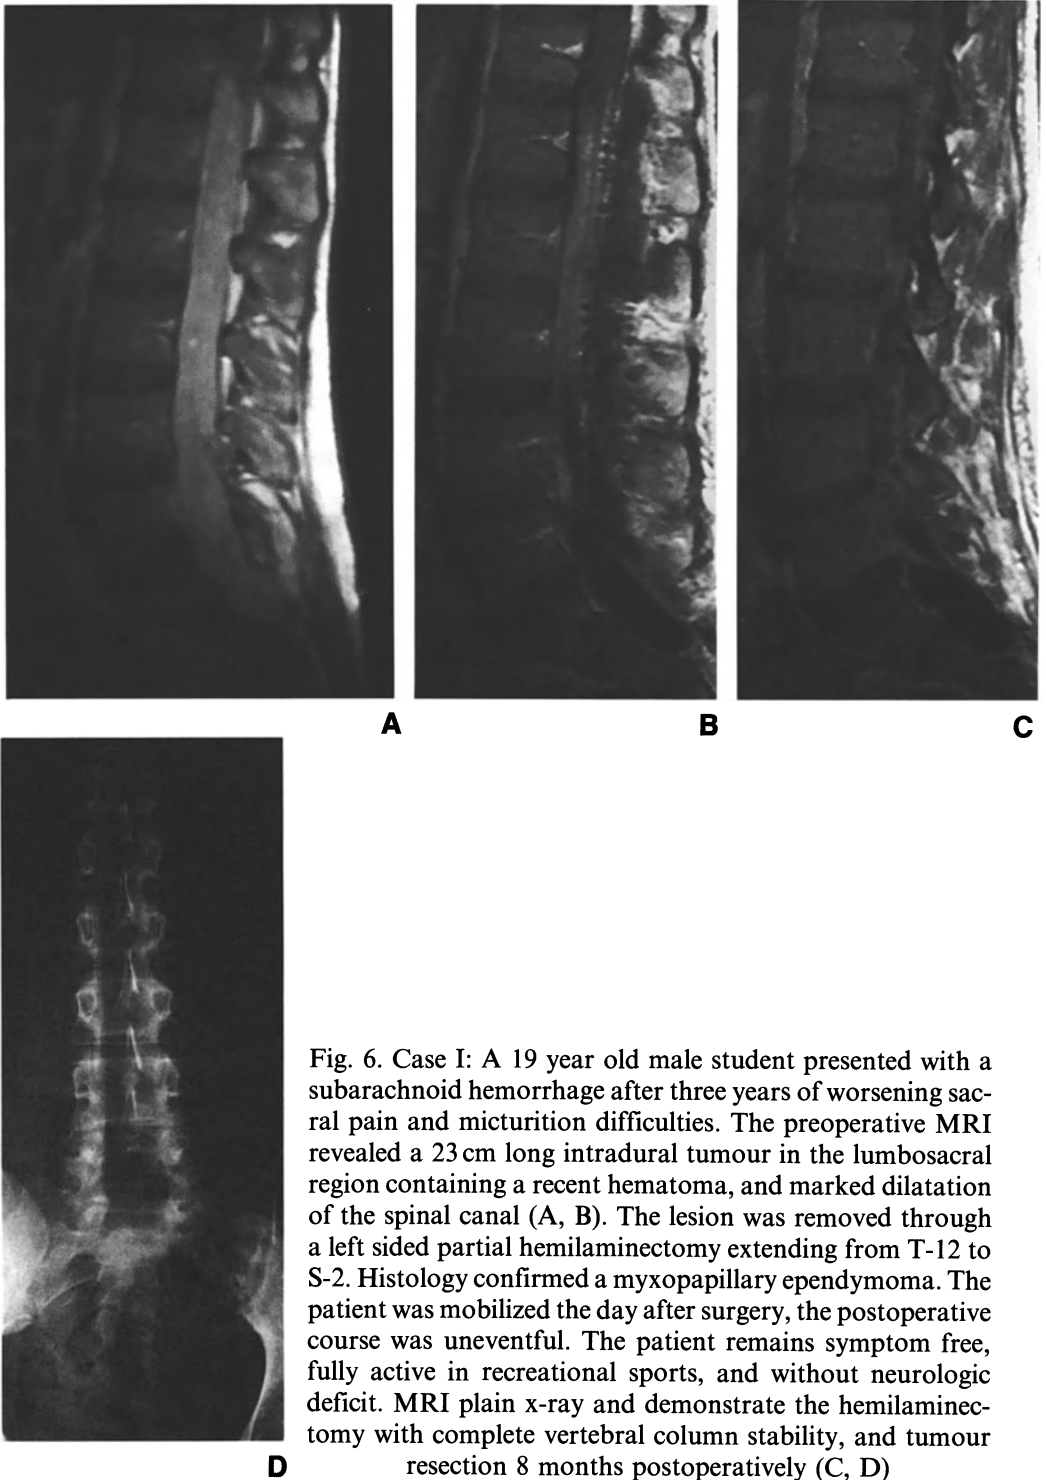 A
B
C
D
Fig. 6. Case I: A 19 year old male student presented with a
subarachnoid hemorrhage after three years of worsening sac-
ral pain and micturition difficulties. The preoperative MRI
revealed a 23 cm long intradural tumour in the lumbosacral
region containing a recent hematoma, and marked dilatation
of the spinal canal (A, B). The lesion was removed through
a left sided partial hemilaminectomy extending from T-12 to
S-2. Histology confirmed a myxopapillary ependymoma. The
patient was mobilized the day after surgery, the postoperative
course was uneventful. The patient remains symptom free,
fully active in recreational sports, and without neurologic
deficit. MRI plain x-ray and demonstrate the hemilaminec-
tomy with complete vertebral column stability, and tumour
resection 8 months postoperatively (C, D)